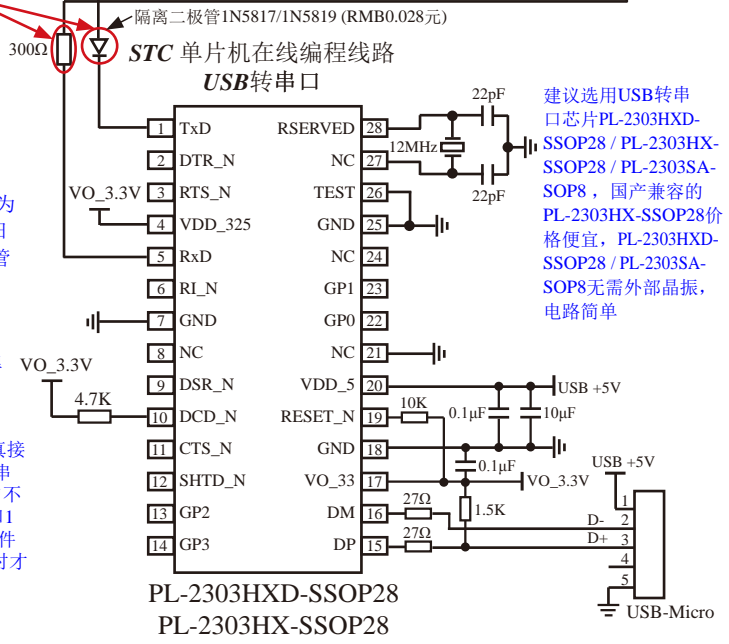 隔离二极管1N5817/1N5819 (RMB0.028元)
300Ω
STC 单片机在线编程线路
USB转串口
1 TxD
2 DTR_N
3 RTS_N
4 VDD_325
5 RxD
6 RI_N
7 GND
8 NC
9 DSR_N
10 DCD_N
11 CTS_N
12 SHTD_N
13 GP2
14 GP3
RSERVED 28
NC 27
TEST 26
GND 25
NC 24
GP1 23
GP0 22
NC 21
VDD_5 20
RESET_N 19
GND 18
VO_33 17
DM 16
DP 15
VO_3.3V
VO_3.3V
4.7K
22pF
12MHz
22pF
建议选用USB转串
口芯片PL-2303HXD-
SSOP28 / PL-2303HX-
SSOP28 / PL-2303SA-
SOP8 ，国产兼容的
PL-2303HX-SSOP28价
格便宜，PL-2303HXD-
SSOP28 / PL-2303SA-
SOP8无需外部晶振，
电路简单
USB +5V
10K
0.1μF
10μF
0.1μF
VO_3.3V
27Ω
1.5K
27Ω
USB +5V
D-
D+
1
2
3
4
5
USB-Micro
为
管
接
串
不
1
件
时才
PL-2303HXD-SSOP28
PL-2303HX-SSOP28